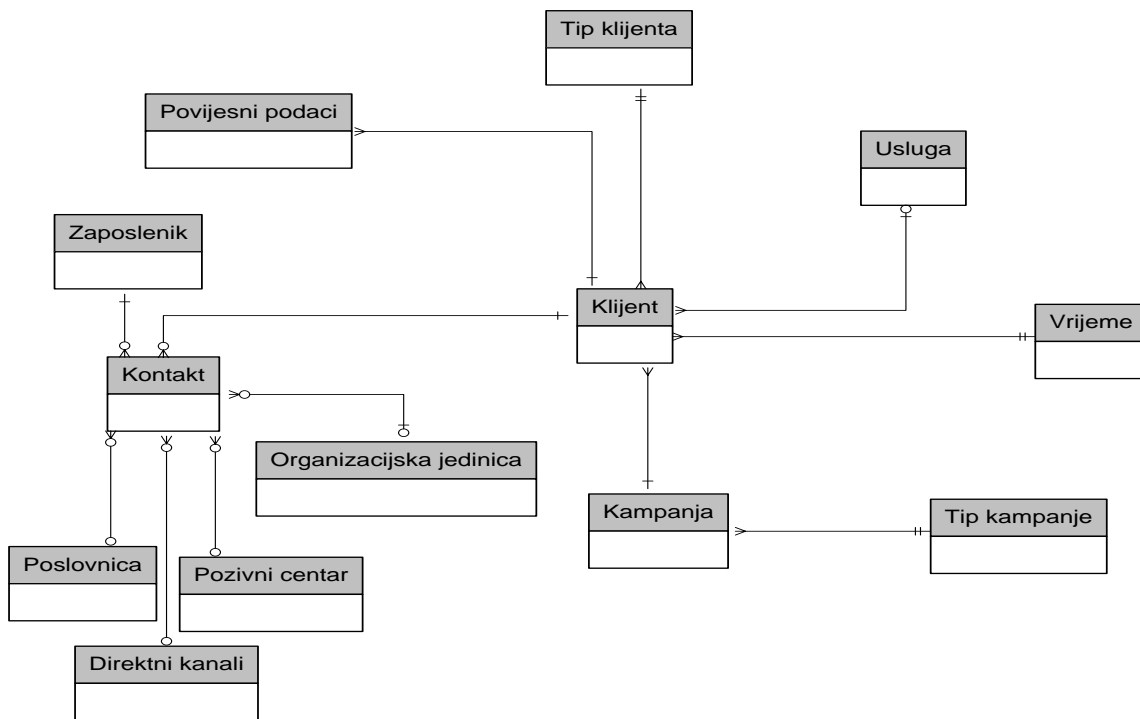 Tip klijenta
Povijesni podaci
Usluga
Zaposlenik
Klijent
Vrijeme
Kontakt
Organizacijska jedinica
Kampanja
Tip kampanje
Poslovnica
Pozivni centar
Direktni kanali